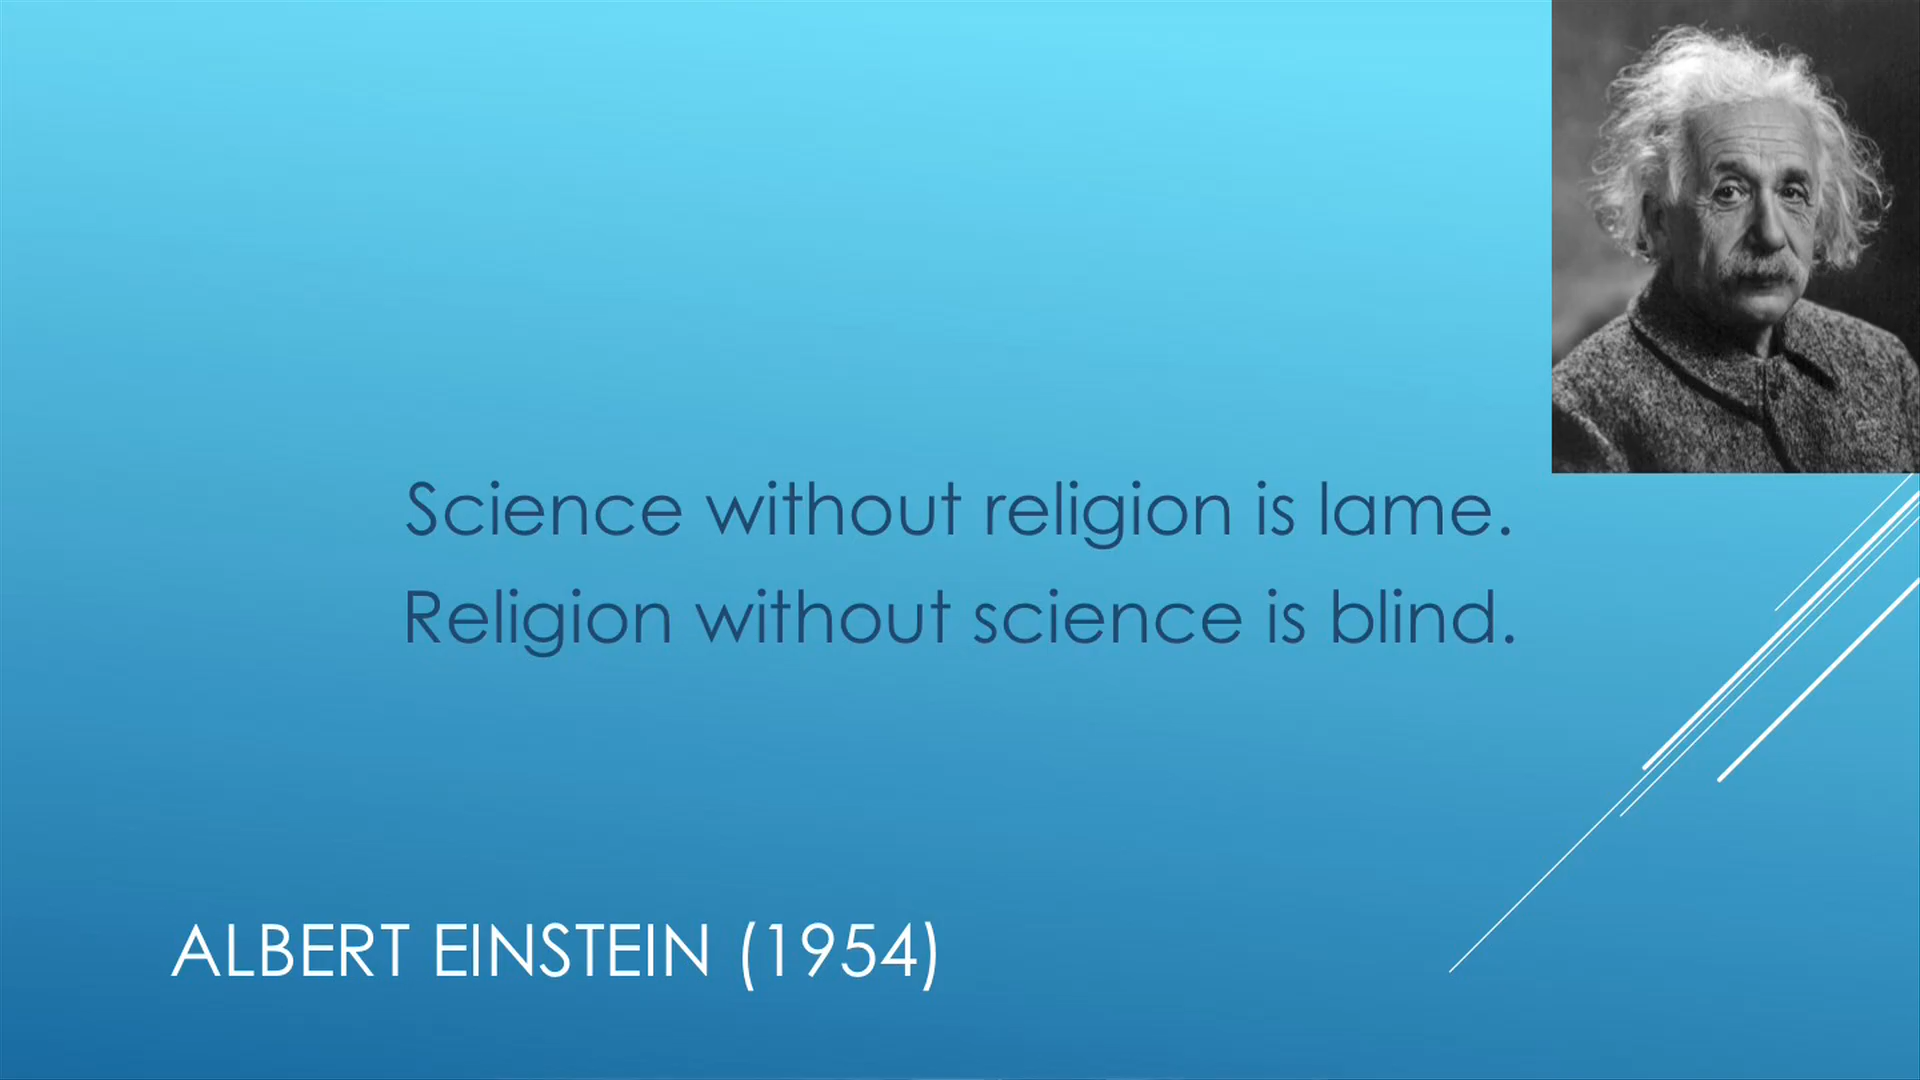 Science without religion is lame.
Religion without science is blind.
ALBERT EINSTEIN (1954)